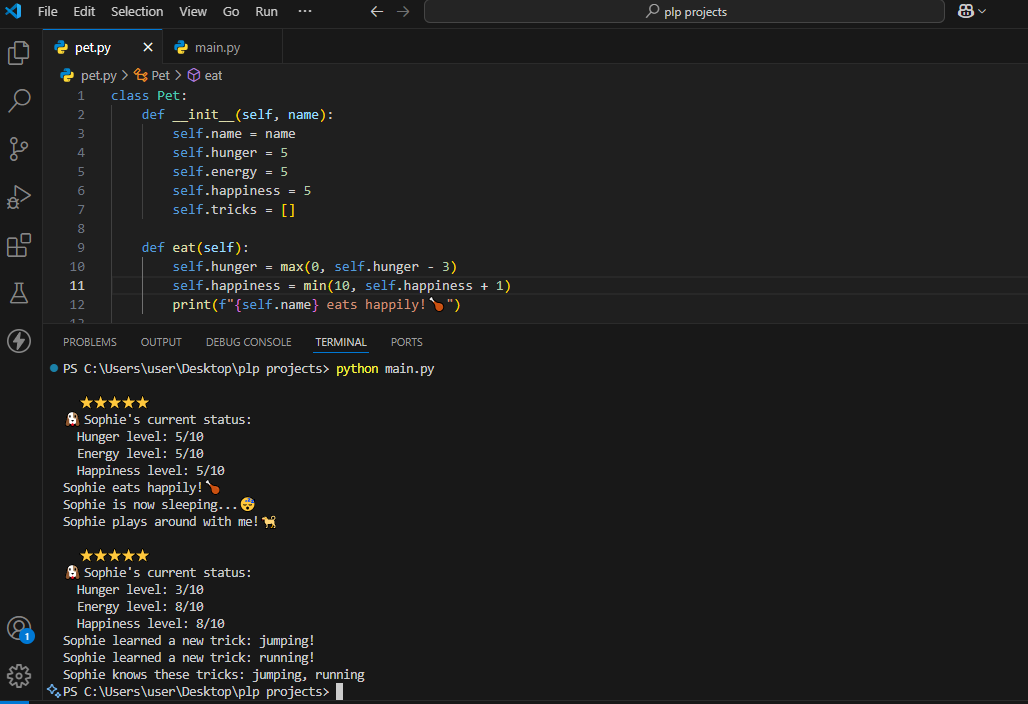 File Edit Selection View Go Run ··· plp projects
pet.py main.py
pet.py > Pet > eat
1 class Pet:
2     def __init__(self, name):
3         self.name = name
4         self.hunger = 5
5         self.energy = 5
6         self.happiness = 5
7         self.tricks = []
8
9     def eat(self):
10         self.hunger = max(0, self.hunger - 3)
11         self.happiness = min(10, self.happiness + 1)
12         print(f"{self.name} eats happily!🍗")
PROBLEMS OUTPUT DEBUG CONSOLE TERMINAL PORTS
PS C:\Users\user\Desktop\plp projects> python main.py
⭐⭐⭐⭐⭐
🐶 Sophie's current status:
Hunger level: 5/10
Energy level: 5/10
Happiness level: 5/10
Sophie eats happily!🍗
Sophie is now sleeping...😴
Sophie plays around with me!🐕
⭐⭐⭐⭐⭐
🐶 Sophie's current status:
Hunger level: 3/10
Energy level: 8/10
Happiness level: 8/10
Sophie learned a new trick: jumping!
Sophie learned a new trick: running!
Sophie knows these tricks: jumping, running
1
PS C:\Users\user\Desktop\plp projects>